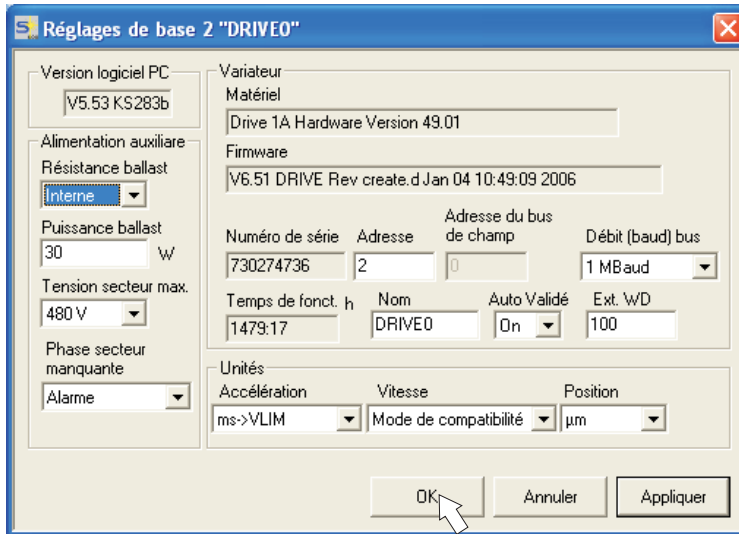 Réglages de base 2 "DRIVE0"
Version logiciel PC
V5.53 KS283b
Alimentation auxiliare
Résistance ballast
Interne
Puissance ballast
30 W
Tension secteur max.
480 V
Phase secteur
manquante
Alarme
Variateur
Matériel
Drive 1A Hardware Version 49.01
Firmware
V6.51 DRIVE Rev create.d Jan 04 10:49:09 2006
Numéro de série
730274736
Adresse
2
Adresse du bus
de champ
0
Débit (baud) bus
1 MBaud
Temps de fonct. h
1479:17
Nom
DRIVE0
Auto Validé
On
Ext. WD
100
Unités
Accélération
ms->VLIM
Vitesse
Mode de compatibilité
Position
µm
OK
Annuler
Appliquer